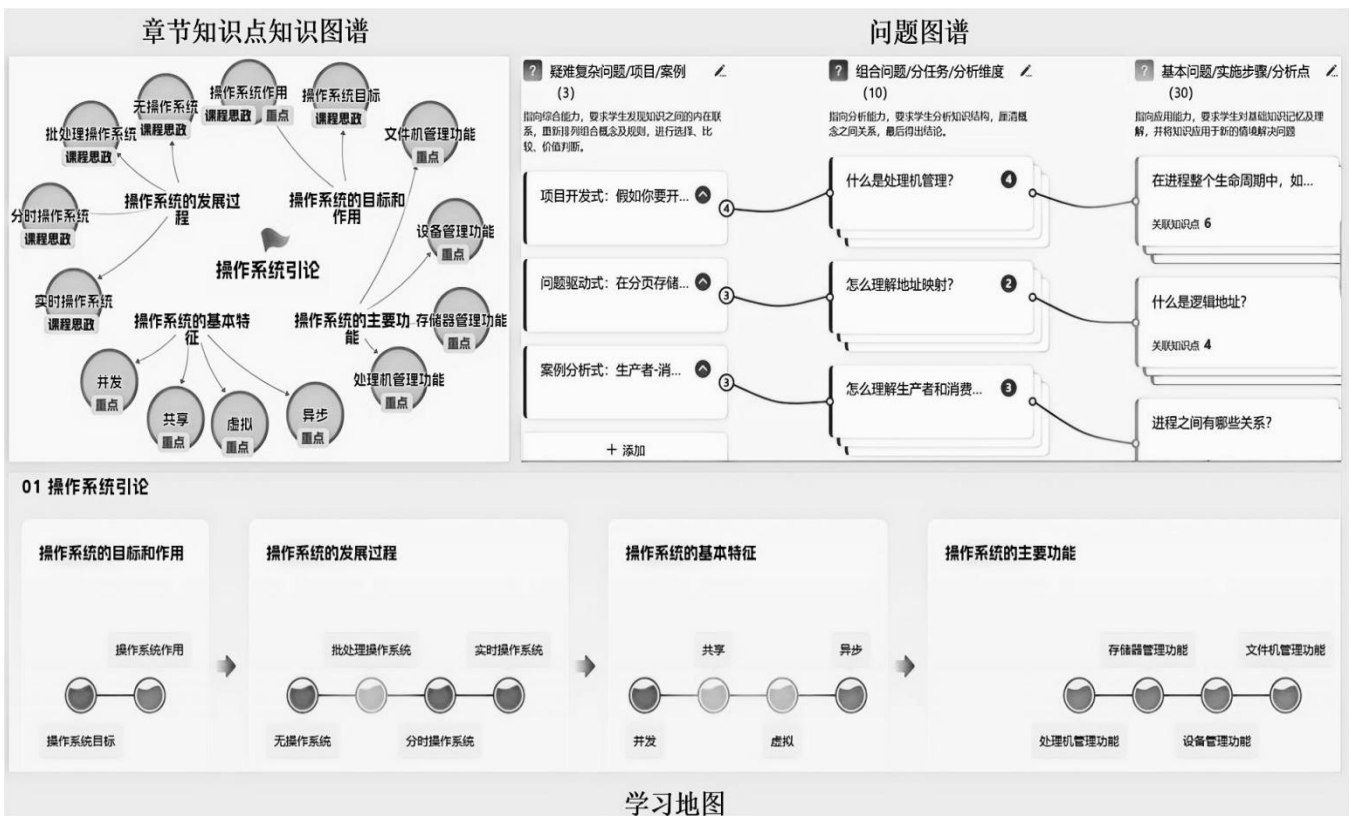 章节知识点知识图谱
问题图谱
操作系统作用
课程思政 重点
操作系统目标
课程思政
无操作系统
课程思政
批处理操作系统
课程思政
文件机管理功能
重点
操作系统的发展过
程
操作系统的目标和
作用
分时操作系统
课程思政
设备管理功能
重点
操作系统引论
实时操作系统
课程思政
操作系统的基本特
征
操作系统的主要功
能
存储器管理功能
重点
并发
重点
共享
重点
虚拟
重点
异步
重点
处理机管理功能
重点
? 疑难复杂问题/项目/案例
(3)
指向综合能力，要求学生发现知识之间的内在联
系，重新排列组合概念及规则，进行选择、比
较、价值判断。
项目开发式：假如你要开...
4
问题驱动式：在分页存储...
3
案例分析式：生产者-消...
3
+ 添加
? 组合问题/分任务/分析维度
(10)
指向分析能力，要求学生分析知识结构，厘清概
念之间关系，最后得出结论。
什么是处理机管理? 4
怎么理解地址映射? 2
怎么理解生产者和消费... 3
? 基本问题/实施步骤/分析点
(30)
指向应用能力，要求学生对基础知识记忆及理
解，并将知识应用于新的情境解决问题
在进程整个生命周期中，如...
关联知识点 6
什么是逻辑地址?
关联知识点 4
进程之间有哪些关系?
01 操作系统引论
操作系统的目标和作用
操作系统作用
操作系统目标
操作系统的发展过程
批处理操作系统 实时操作系统
无操作系统 分时操作系统
操作系统的基本特征
共享 异步
并发 虚拟
操作系统的主要功能
存储器管理功能 文件机管理功能
处理机管理功能 设备管理功能
学习地图